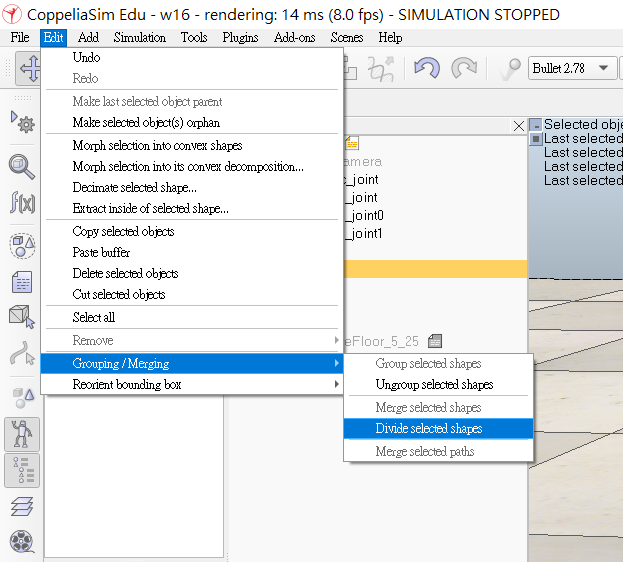 CoppeliaSim Edu - w16 - rendering: 14 ms (8.0 fps) - SIMULATION STOPPED
File Edit Add Simulation Tools Plugins Add-ons Scenes Help
Bullet 2.78
Undo
Redo
Make last selected object parent
Make selected object(s) orphan
Morph selection into convex shapes
Morph selection into its convex decomposition...
Decimate selected shape...
Extract inside of selected shape...
Copy selected objects
Paste buffer
Delete selected objects
Cut selected objects
Select all
Remove
Grouping / Merging
Reorient bounding box
Group selected shapes
Ungroup selected shapes
Merge selected shapes
Divide selected shapes
Merge selected paths
f(x)
amera
_joint
_joint
_joint0
_joint1
eFloor_5_25
Selected obje
Last selected
Last selected
Last selected
Last selected